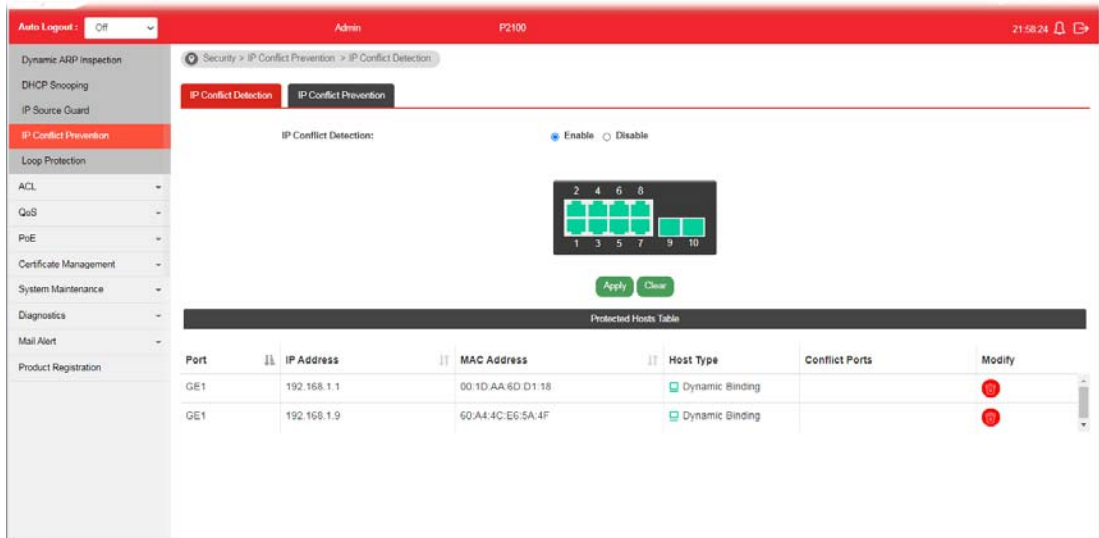 Auto Logout : Off Admin P2100 21:58:24
Dynamic ARP Inspection
DHCP Snooping
IP Source Guard
IP Conflict Prevention
Loop Protection
ACL
QoS
PoE
Certificate Management
System Maintenance
Diagnostics
Mail Alert
Product Registration
Security > IP Conflict Prevention > IP Conflict Detection
IP Conflict Detection IP Conflict Prevention
IP Conflict Detection: Enable Disable
2 4 6 8
1 3 5 7 9 10
Apply Clear
Protected Hosts Table
Port IP Address MAC Address Host Type Conflict Ports Modify
GE1 192.168.1.1 00:1D:AA:6D:D1:18 Dynamic Binding
GE1 192.168.1.9 60:A4:4C:E6:5A:4F Dynamic Binding